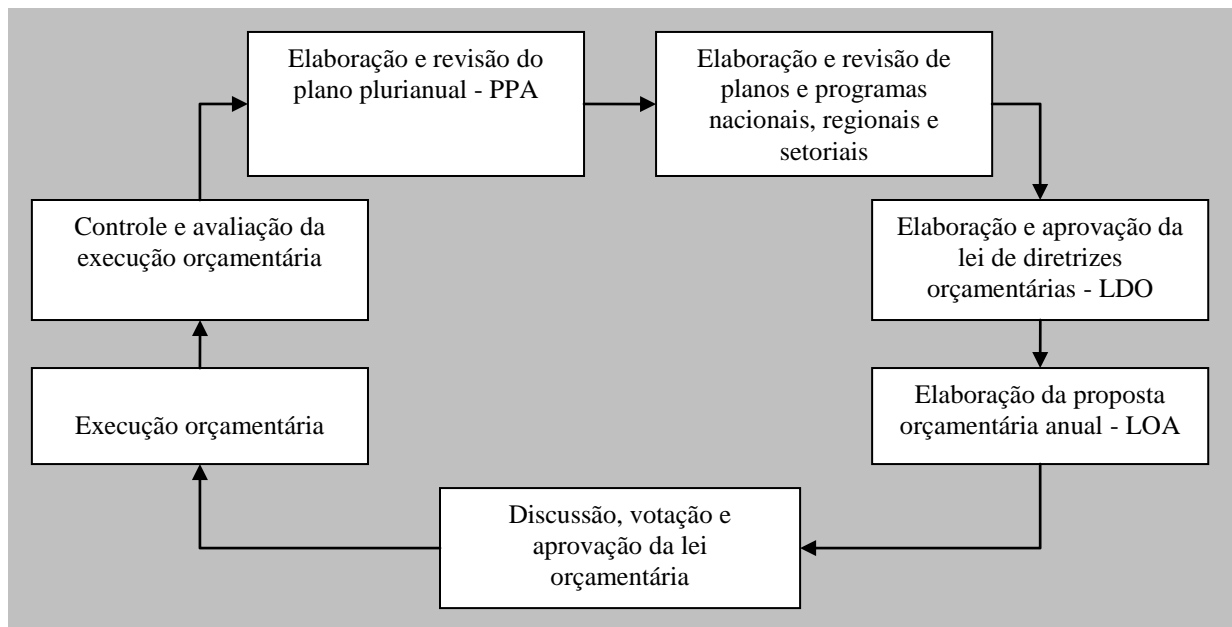 Elaboração e revisão do
plano plurianual - PPA
Elaboração e revisão de
planos e programas
nacionais, regionais e
setoriais
Elaboração e aprovação da
lei de diretrizes
orçamentárias - LDO
Elaboração da proposta
orçamentária anual - LOA
Discussão, votação e
aprovação da lei
orçamentária
Execução orçamentária
Controle e avaliação da
execução orçamentária